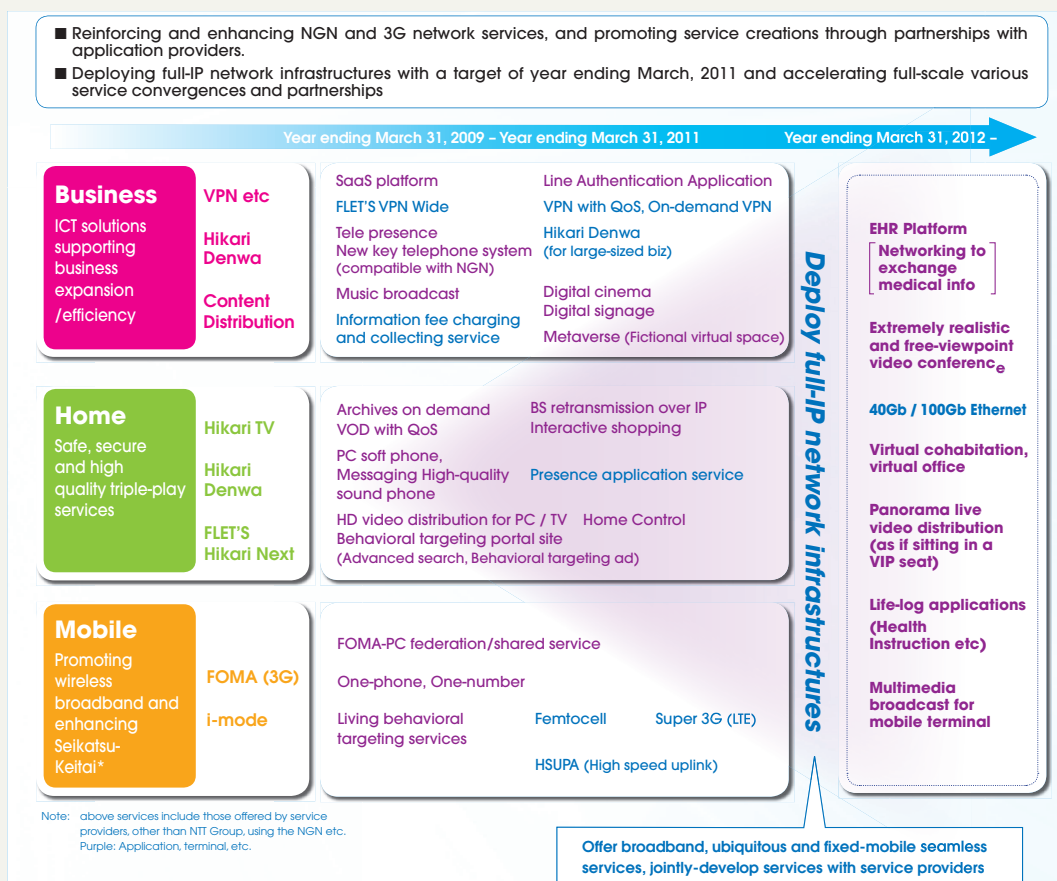 ■ Reinforcing and enhancing NGN and 3G network services, and promoting service creations through partnerships with
application providers.
■ Deploying full-IP network infrastructures with a target of year ending March, 2011 and accelerating full-scale various
service convergences and partnerships
Year ending March 31, 2009 – Year ending March 31, 2011
Year ending March 31, 2012 –
Business
ICT solutions
supporting
business
expansion
/efficiency
VPN etc
Hikari
Denwa
Content
Distribution
SaaS platform
FLET'S VPN Wide
Tele presence
New key telephone system
(compatible with NGN)
Music broadcast
Information fee charging
and collecting service
Line Authentication Application
VPN with QoS, On-demand VPN
Hikari Denwa
(for large-sized biz)
Digital cinema
Digital signage
Metaverse (Fictional virtual space)
Home
Safe, secure
and high
quality triple-play
services
Hikari TV
Hikari
Denwa
FLET'S
Hikari Next
Archives on demand
VOD with QoS
PC soft phone,
Messaging High-quality
sound phone
BS retransmission over IP
Interactive shopping
Presence application service
HD video distribution for PC / TV Home Control
Behavioral targeting portal site
(Advanced search, Behavioral targeting ad)
Mobile
Promoting
wireless
broadband and
enhancing
Seikatsu-
Keitai*
FOMA (3G)
i-mode
FOMA-PC federation/shared service
One-phone, One-number
Living behavioral
targeting services
Femtocell
Super 3G (LTE)
HSUPA (High speed uplink)
Deploy full-IP network infrastructures
EHR Platform
Networking to
exchange
medical info
Extremely realistic
and free-viewpoint
video conference
40Gb / 100Gb Ethernet
Virtual cohabitation,
virtual office
Panorama live
video distribution
(as if sitting in a
VIP seat)
Life-log applications
(Health
Instruction etc)
Multimedia
broadcast for
mobile terminal
Note: above services include those offered by service
providers, other than NTT Group, using the NGN etc.
Purple: Application, terminal, etc.
Offer broadband, ubiquitous and fixed-mobile seamless
services, jointly-develop services with service providers